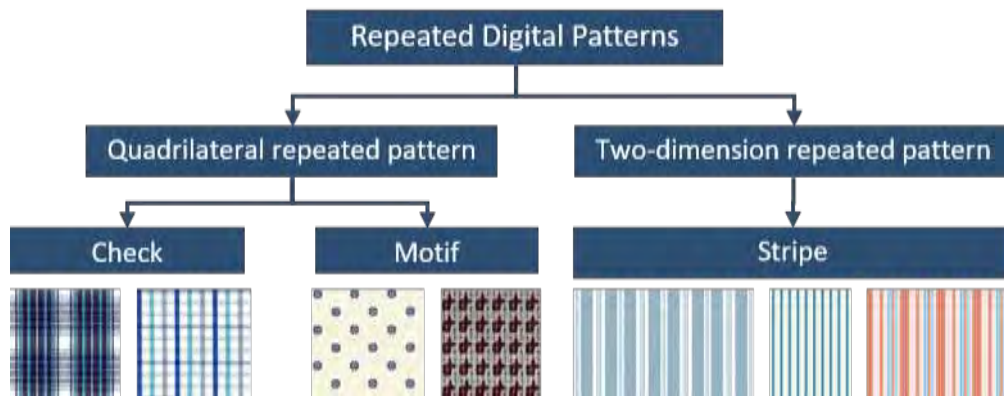 Repeated Digital Patterns
Quadrilateral repeated pattern
Two-dimension repeated pattern
Check
Motif
Stripe